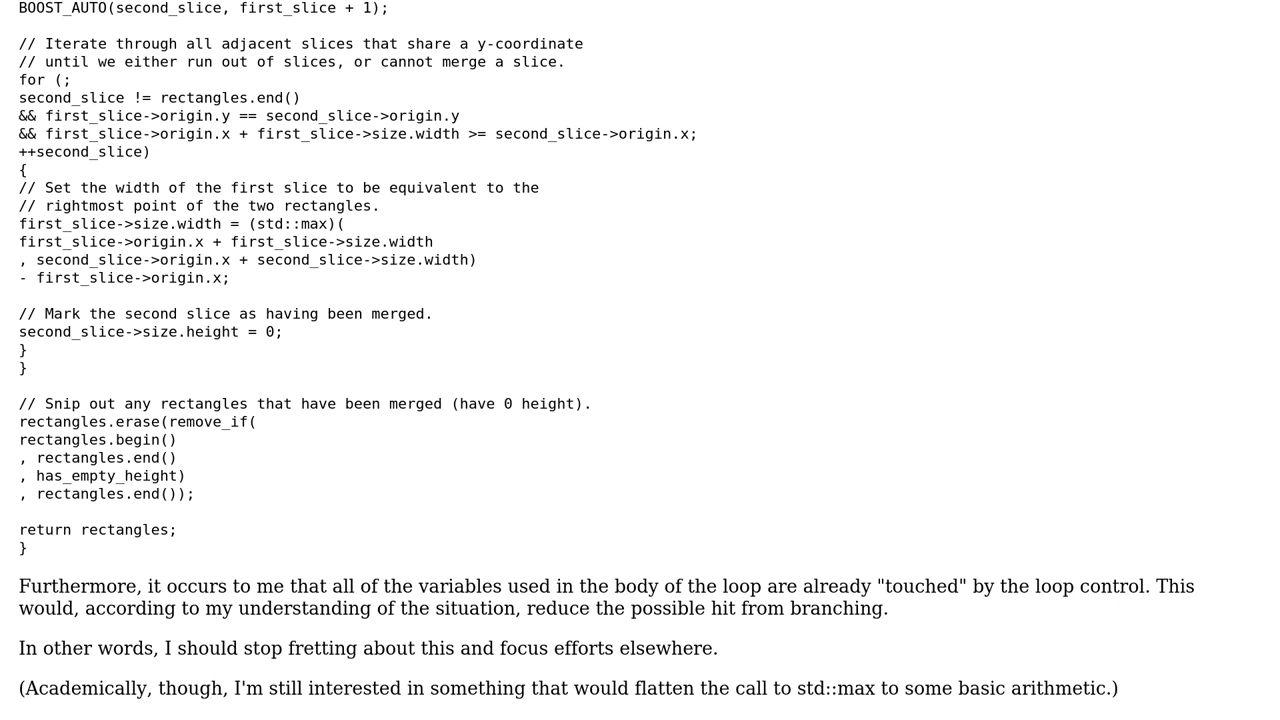 BOOST_AUTO(second_slice, first_slice + 1);
// Iterate through all adjacent slices that share a y-coordinate
// until we either run out of slices, or cannot merge a slice.
for (;
second_slice != rectangles.end()
&& first_slice->origin.y == second_slice->origin.y
&& first_slice->origin.x + first_slice->size.width >= second_slice->origin.x;
++second_slice)
{
// Set the width of the first slice to be equivalent to the
// rightmost point of the two rectangles.
first_slice->size.width = (std::max)(
first_slice->origin.x + first_slice->size.width
, second_slice->origin.x + second_slice->size.width)
- first_slice->origin.x;
// Mark the second slice as having been merged.
second_slice->size.height = 0;
}
}
// Snip out any rectangles that have been merged (have 0 height).
rectangles.erase(remove_if(
rectangles.begin()
, rectangles.end()
, has_empty_height)
, rectangles.end());
return rectangles;
}
Furthermore, it occurs to me that all of the variables used in the body of the loop are already "touched" by the loop control. This
would, according to my understanding of the situation, reduce the possible hit from branching.
In other words, I should stop fretting about this and focus efforts elsewhere.
(Academically, though, I'm still interested in something that would flatten the call to std::max to some basic arithmetic.)